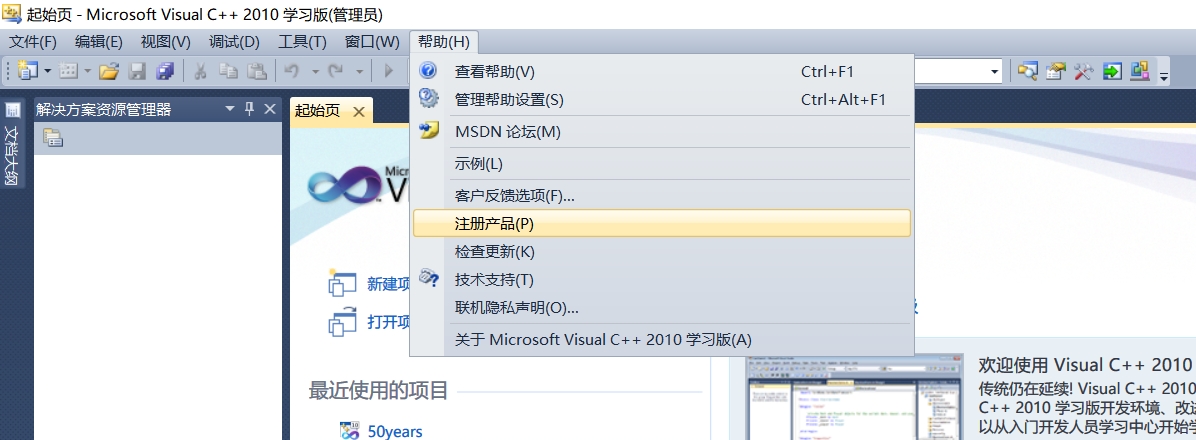 起始页 - Microsoft Visual C++ 2010 学习版(管理员)
文件(F) 编辑(E) 视图(V) 调试(D) 工具(T) 窗口(W) 帮助(H)
查看帮助(V) Ctrl+F1
管理帮助设置(S) Ctrl+Alt+F1
MSDN 论坛(M)
示例(L)
客户反馈选项(F)...
注册产品(P)
检查更新(K)
技术支持(T)
联机隐私声明(O)...
关于 Microsoft Visual C++ 2010 学习版(A)
文档大纲
解决方案资源管理器
起始页
Micr
V
新建项
打开项
最近使用的项目
50years
欢迎使用 Visual C++ 2010
传统仍在延续! Visual C++ 201
C++ 2010 学习版开发环境、改进
以从入门开发人员学习中心开始学